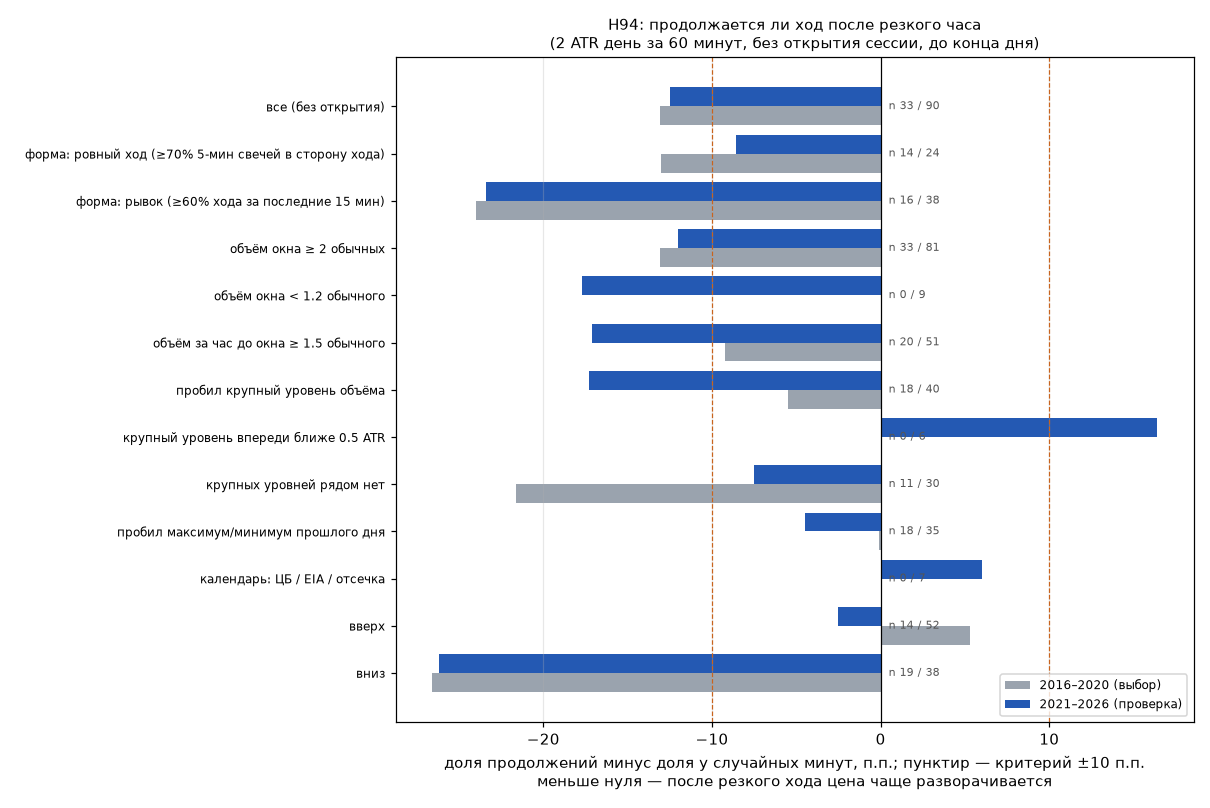 H94: продолжается ли ход после резкого часа
(2 ATR день за 60 минут, без открытия сессии, до конца дня)
все (без открытия)
n 33 / 90
форма: ровный ход (≥70% 5-мин свечей в сторону хода)
n 14 / 24
форма: рывок (≥60% хода за последние 15 мин)
n 16 / 38
объём окна ≥ 2 обычных
n 33 / 81
объём окна < 1.2 обычного
n 0 / 9
объём за час до окна ≥ 1.5 обычного
n 20 / 51
пробил крупный уровень объёма
n 18 / 40
крупный уровень впереди ближе 0.5 ATR
крупных уровней рядом нет
n 11 / 30
пробил максимум/минимум прошлого дня
n 18 / 35
календарь: ЦБ / EIA / отсечка
вверх
n 14 / 52
вниз
n 19 / 38
2016–2020 (выбор)
2021–2026 (проверка)
−20 −10 0 10
доля продолжений минус доля у случайных минут, п.п.; пунктир — критерий ±10 п.п.
меньше нуля — после резкого хода цена чаще разворачивается